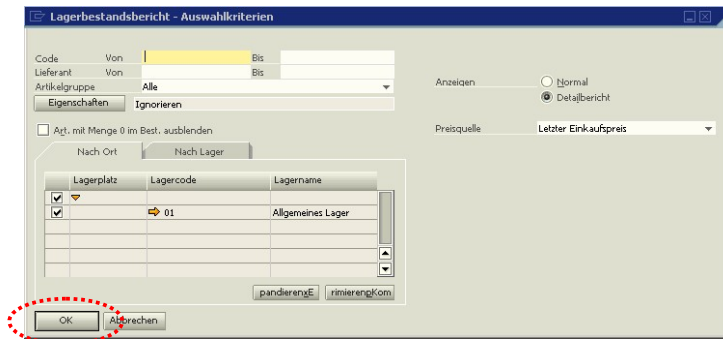 Lagerbestandsbericht - Auswahlkriterien
Code Von Bis
Lieferant Von Bis
Artikelgruppe Alle
Eigenschaften Ignorieren
Anzeigen Normal
Detailbericht
Art. mit Menge 0 im Best. ausblenden
Preisquelle Letzter Einkaufspreis
Nach Ort Nach Lager
Lagerplatz Lagercode Lagername
01 Allgemeines Lager
pandierenxE rimierenpKom
OK Abbrechen